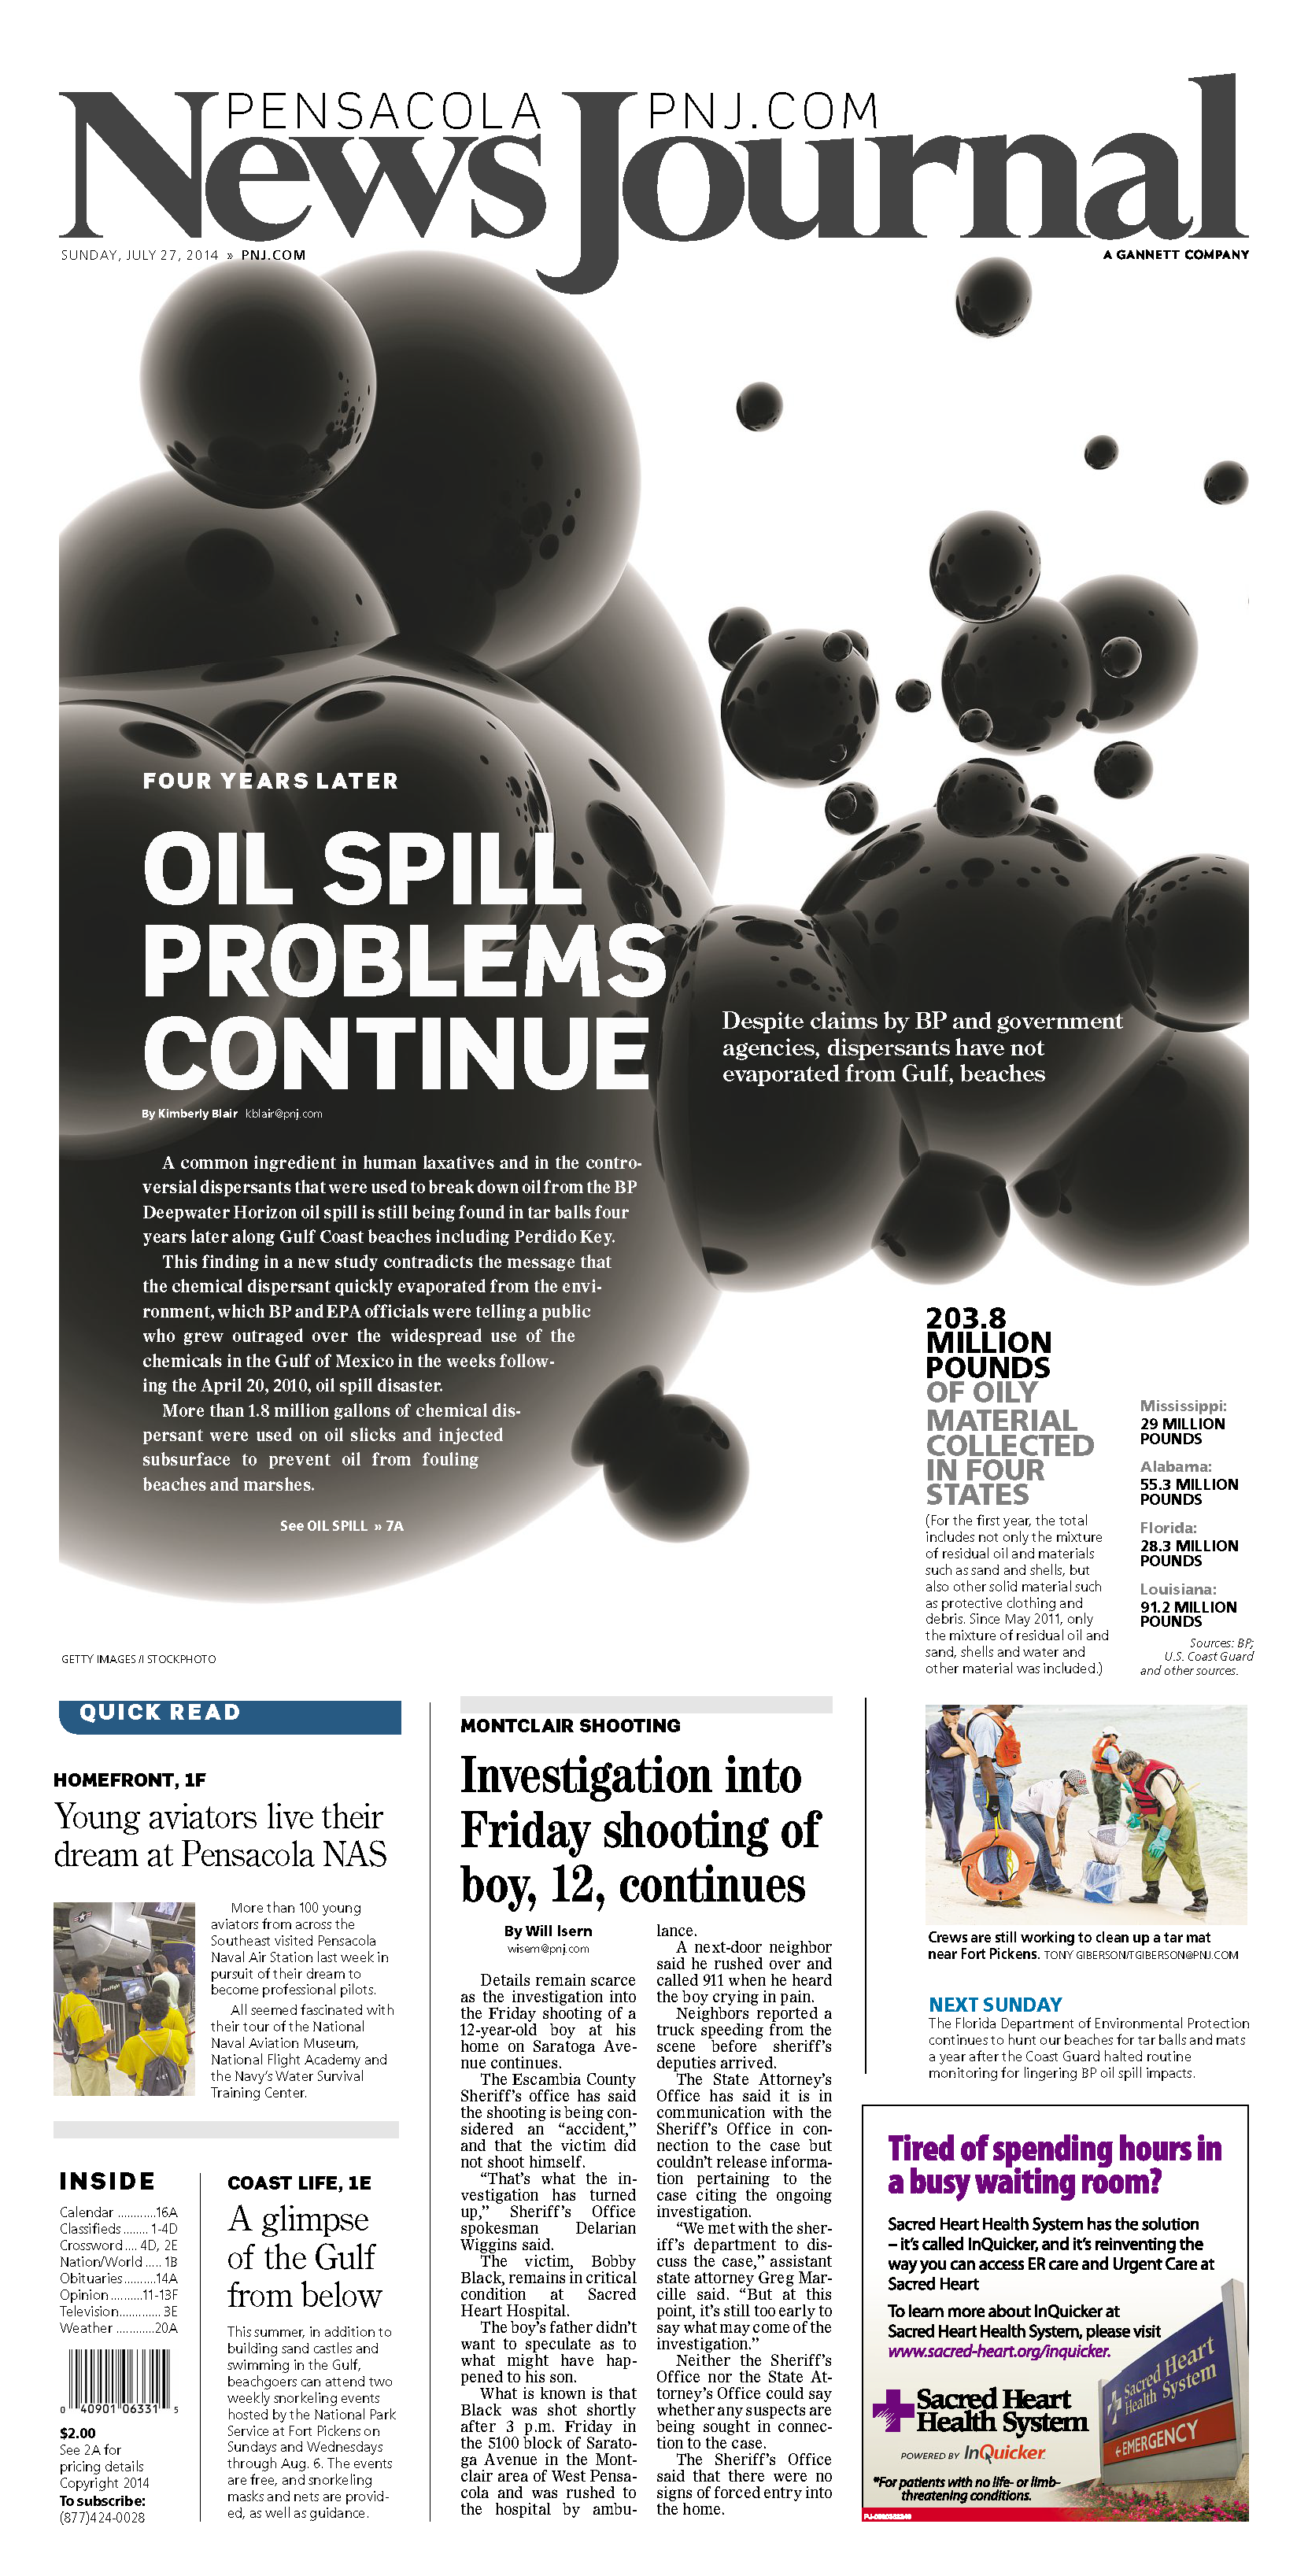 PENSACOLA PNJ.COM
News Journal
SUNDAY, JULY 27, 2014 » PNJ.COM
A GANNETT COMPANY
FOUR YEARS LATER
OIL SPILL
PROBLEMS
CONTINUE
Despite claims by BP and government
agencies, dispersants have not
evaporated from Gulf, beaches
By Kimberly Blair kblair@pnj.com
A common ingredient in human laxatives and in the contro-
versial dispersants that were used to break down oil from the BP
Deepwater Horizon oil spill is still being found in tar balls four
years later along Gulf Coast beaches including Perdido Key.
This finding in a new study contradicts the message that
the chemical dispersant quickly evaporated from the envi-
ronment, which BP and EPA officials were telling a public
who grew outraged over the widespread use of the
chemicals in the Gulf of Mexico in the weeks follow-
ing the April 20, 2010, oil spill disaster.
More than 1.8 million gallons of chemical dis-
persant were used on oil slicks and injected
subsurface to prevent oil from fouling
beaches and marshes.
See OIL SPILL » 7A
203.8
MILLION
POUNDS
OF OILY
MATERIAL
COLLECTED
IN FOUR
STATES
(For the first year, the total
includes not only the mixture
of residual oil and materials
such as sand and shells, but
also other solid material such
as protective clothing and
debris. Since May 2011, only
the mixture of residual oil and
sand, shells and water and
other material was included.)
Mississippi:
29 MILLION
POUNDS
Alabama:
55.3 MILLION
POUNDS
Florida:
28.3 MILLION
POUNDS
Louisiana:
91.2 MILLION
POUNDS
Sources: BP,
U.S. Coast Guard
and other sources.
GETTY IMAGES /I STOCKPHOTO
QUICK READ
HOMEFRONT, 1F
Young aviators live their
dream at Pensacola NAS
More than 100 young
aviators from across the
Southeast visited Pensacola
Naval Air Station last week in
pursuit of their dream to
become professional pilots.
All seemed fascinated with
their tour of the National
Naval Aviation Museum,
National Flight Academy and
the Navy's Water Survival
Training Center.
INSIDE
Calendar ............16A
Classifieds ........ 1-4D
Crossword .... 4D, 2E
Nation/World ..... 1B
Obituaries..........14A
Opinion ..........11-13F
Television............. 3E
Weather ............20A
0 40901 06331 5
$2.00
See 2A for
pricing details
Copyright 2014
To subscribe:
(877)424-0028
COAST LIFE, 1E
A glimpse
of the Gulf
from below
This summer, in addition to
building sand castles and
swimming in the Gulf,
beachgoers can attend two
weekly snorkeling events
hosted by the National Park
Service at Fort Pickens on
Sundays and Wednesdays
through Aug. 6. The events
are free, and snorkeling
masks and nets are provid-
ed, as well as guidance.
MONTCLAIR SHOOTING
Investigation into
Friday shooting of
boy, 12, continues
By Will Isern
wisern@pnj.com
Details remain scarce
as the investigation into
the Friday shooting of a
12-year-old boy at his
home on Saratoga Ave-
nue continues.
The Escambia County
Sheriff's office has said
the shooting is being con-
sidered an "accident,"
and that the victim did
not shoot himself.
"That's what the in-
vestigation has turned
up," Sheriff's Office
spokesman Delarian
Wiggins said.
The victim, Bobby
Black, remains in critical
condition at Sacred
Heart Hospital.
The boy's father didn't
want to speculate as to
what might have hap-
pened to his son.
What is known is that
Black was shot shortly
after 3 p.m. Friday in
the 5100 block of Sarato-
ga Avenue in the Mont-
clair area of West Pensa-
cola and was rushed to
the hospital by ambu-
lance.
A next-door neighbor
said he rushed over and
called 911 when he heard
the boy crying in pain.
Neighbors reported a
truck speeding from the
scene before sheriff's
deputies arrived.
The State Attorney's
Office has said it is in
communication with the
Sheriff's Office in con-
nection to the case but
couldn't release informa-
tion pertaining to the
case citing the ongoing
investigation.
"We met with the sher-
iff's department to dis-
cuss the case," assistant
state attorney Greg Mar-
cille said. "But at this
point, it's still too early to
say what may come of the
investigation."
Neither the Sheriff's
Office nor the State At-
torney's Office could say
whether any suspects are
being sought in connec-
tion to the case.
The Sheriff's Office
said that there were no
signs of forced entry into
the home.
Crews are still working to clean up a tar mat
near Fort Pickens. TONY GIBERSON/TGIBERSON@PNJ.COM
NEXT SUNDAY
The Florida Department of Environmental Protection
continues to hunt our beaches for tar balls and mats
a year after the Coast Guard halted routine
monitoring for lingering BP oil spill impacts.
Tired of spending hours in
a busy waiting room?
Sacred Heart Health System has the solution
– it's called InQuicker, and it's reinventing the
way you can access ER care and Urgent Care at
Sacred Heart
To learn more about InQuicker at
Sacred Heart Health System, please visit
www.sacred-heart.org/inquicker.
Sacred Heart
Health System
POWERED BY InQuicker
Sacred Heart
Health System
EMERGENCY
*For patients with no life- or limb-
threatening conditions.